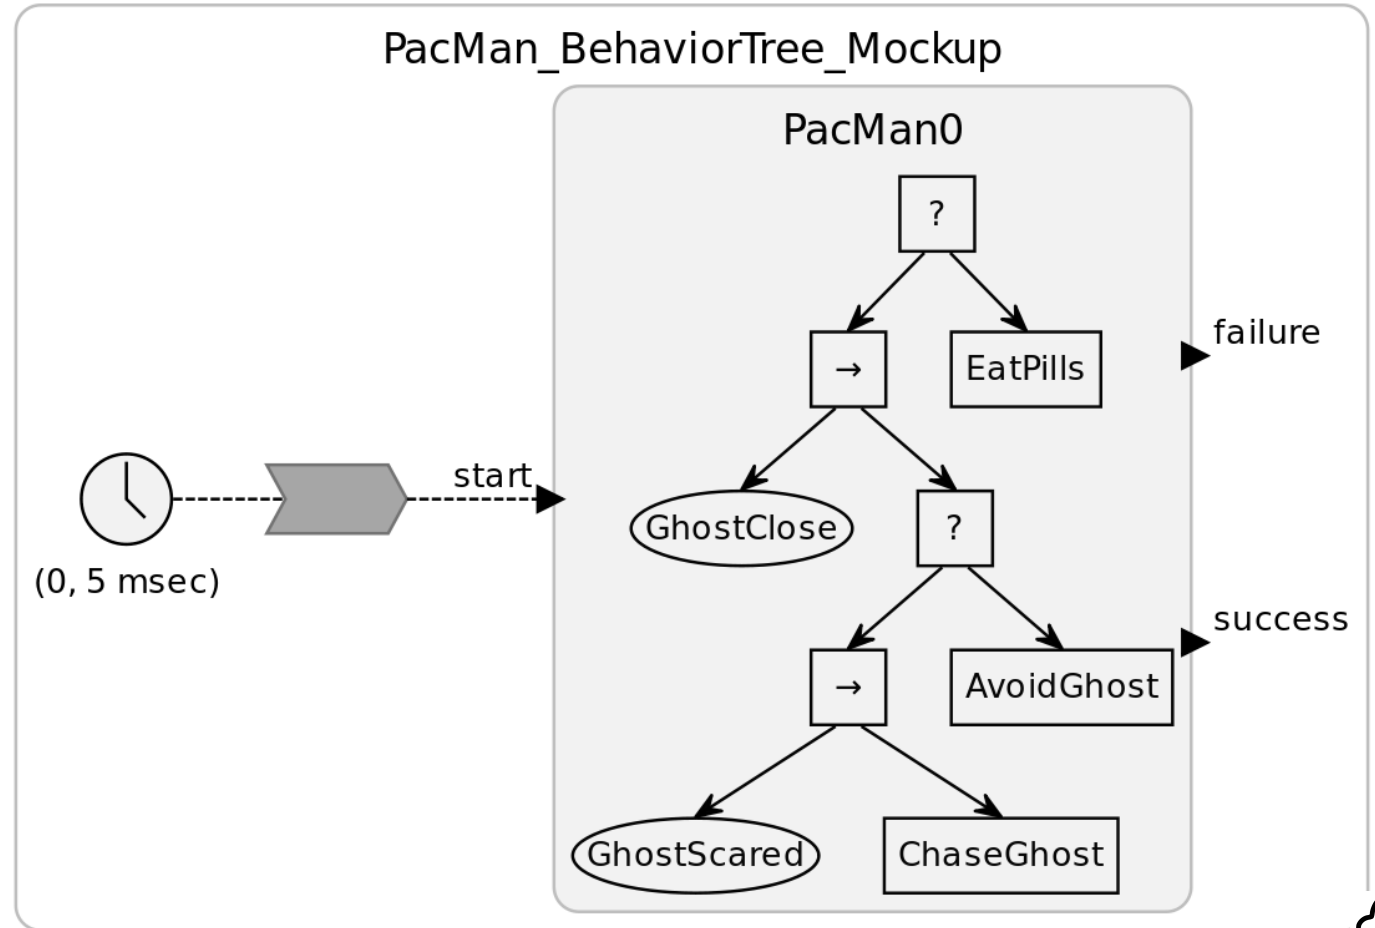 PacMan_BehaviorTree_Mockup
PacMan0
?
→
EatPills
failure
start
GhostClose
?
(0, 5 msec)
success
→
AvoidGhost
GhostScared
ChaseGhost